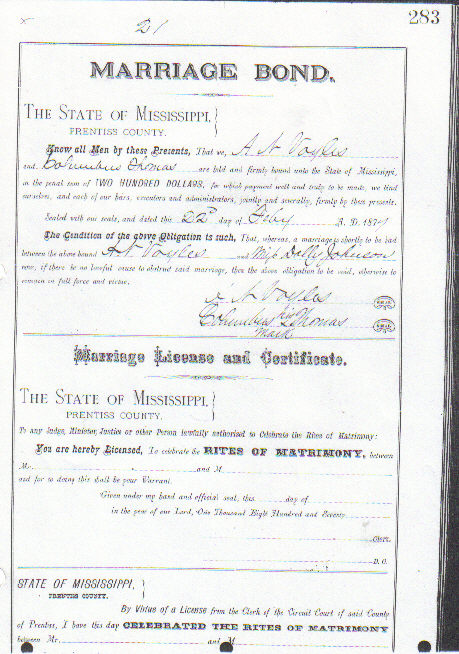 21
283
MARRIAGE BOND.
THE STATE OF MISSISSIPPI,
PRENTISS COUNTY.
Know all Men by these Presents, That we, A N Voyles
and Columbus Thomas are held and firmly bound unto the State of Mississippi,
in the penal sum of TWO HUNDRED DOLLARS, for which payment well and truly to be made, we bind
ourselves, and each of our heirs, executors and administrators, jointly and severally, firmly by these presents.
Sealed with our seals, and dated this 22d day of Feby A. D. 187
The Condition of the above Obligation is such, That, whereas, a marriage is shortly to be had
between the above bound A N Voyles and Miss Johnson
now, if there be no lawful cause to obstruct said marriage, then the above obligation to be void, otherwise to
remain in full force and virtue.
A N Voyles
Columbus his Thomas
mark
Marriage License and Certificate.
THE STATE OF MISSISSIPPI,
PRENTISS COUNTY.
To any Judge, Minister, Justice or other Person lawfully authorized to Celebrate the Rites of Matrimony:
You are hereby Licensed, To celebrate the RITES OF MATRIMONY, between
Mr. and M
and for so doing this shall be your Warrant.
Given under my hand and official seal, this day of
in the year of our Lord, One Thousand Eight Hundred and Seventy
Clerk.
D. C.
STATE OF MISSISSIPPI,
PRENTISS COUNTY.
By Virtue of a License from the Clerk of the Circuit Court of said County
of Prentiss, I have this day CELEBRATED THE RITES OF MATRIMONY
between Mr. and M